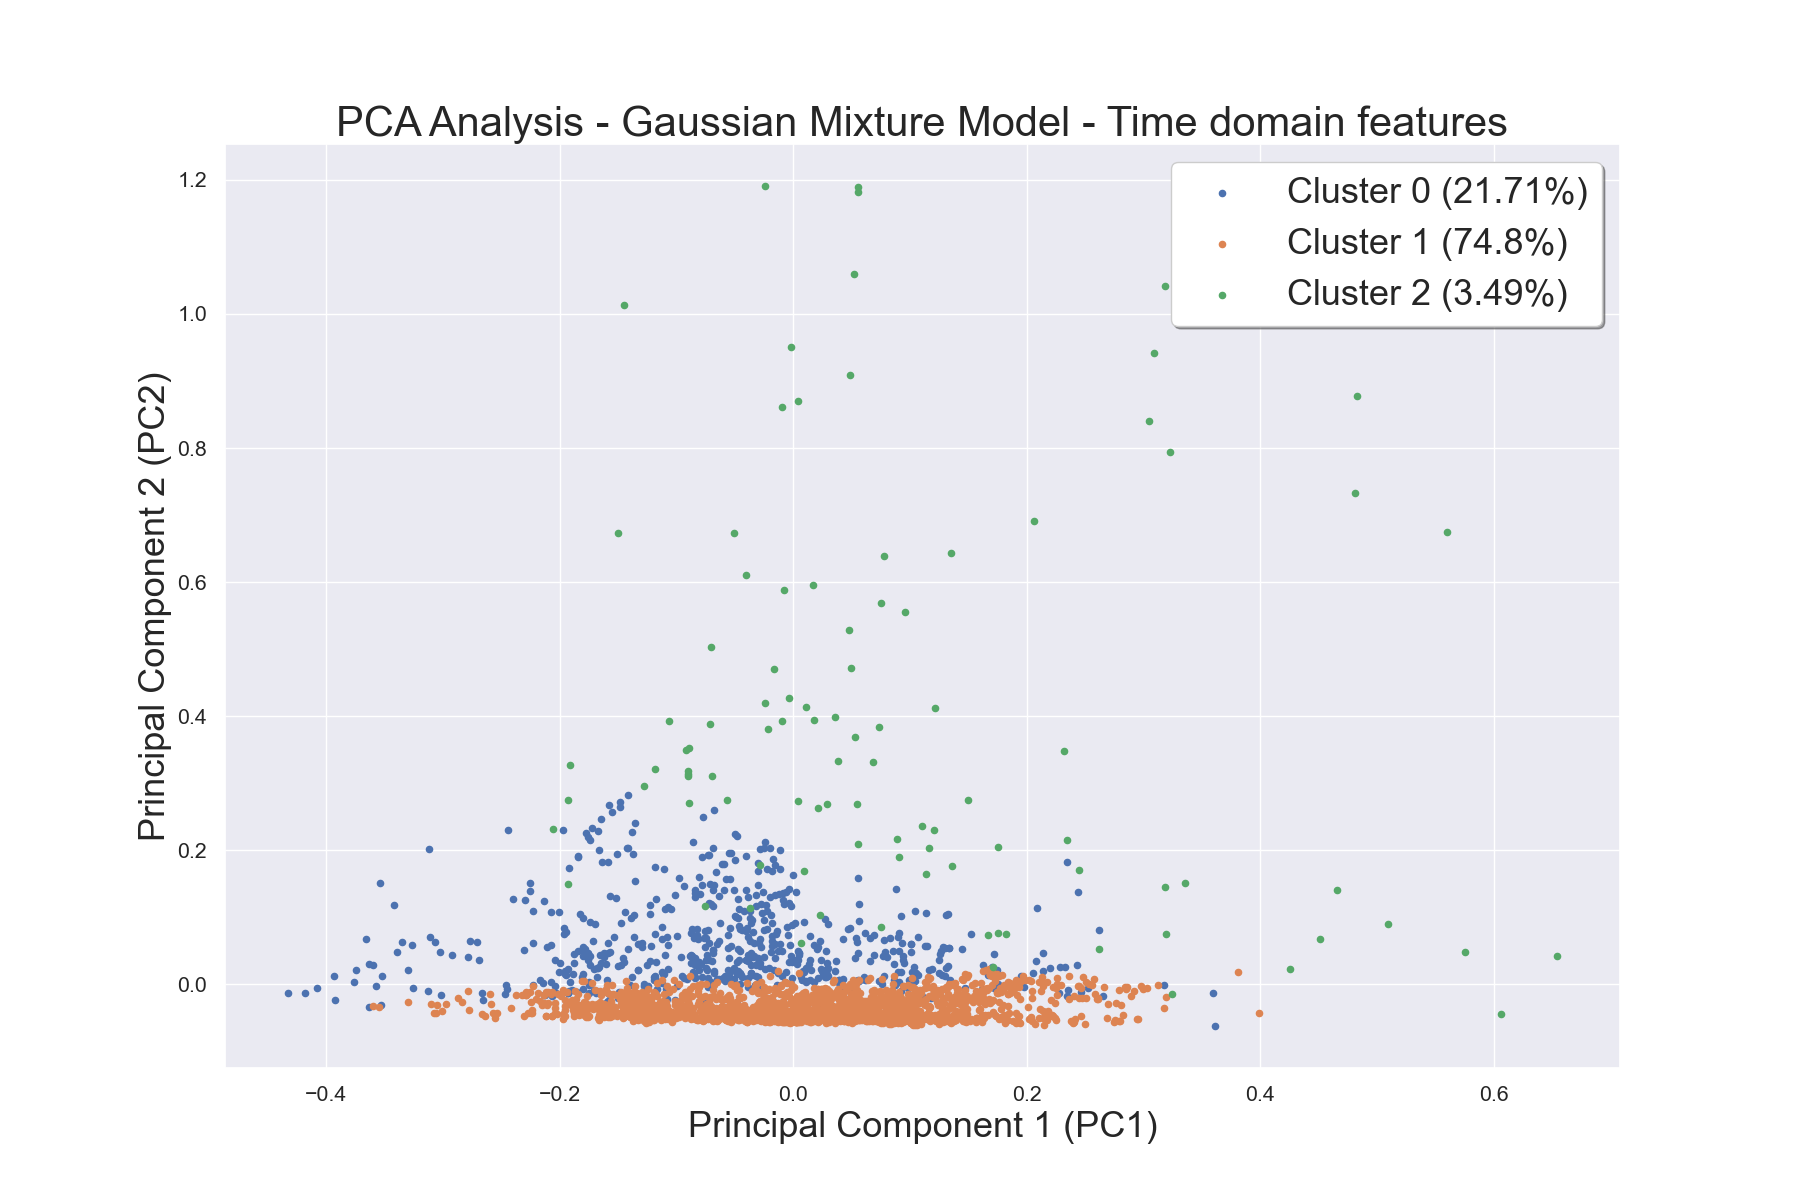 PCA Analysis - Gaussian Mixture Model - Time domain features
Cluster 0 (21.71%)
Cluster 1 (74.8%)
Cluster 2 (3.49%)
Principal Component 2 (PC2)
1.2
1.0
0.8
0.6
0.4
0.2
0.0
−0.4
−0.2
0.0
0.2
0.4
0.6
Principal Component 1 (PC1)